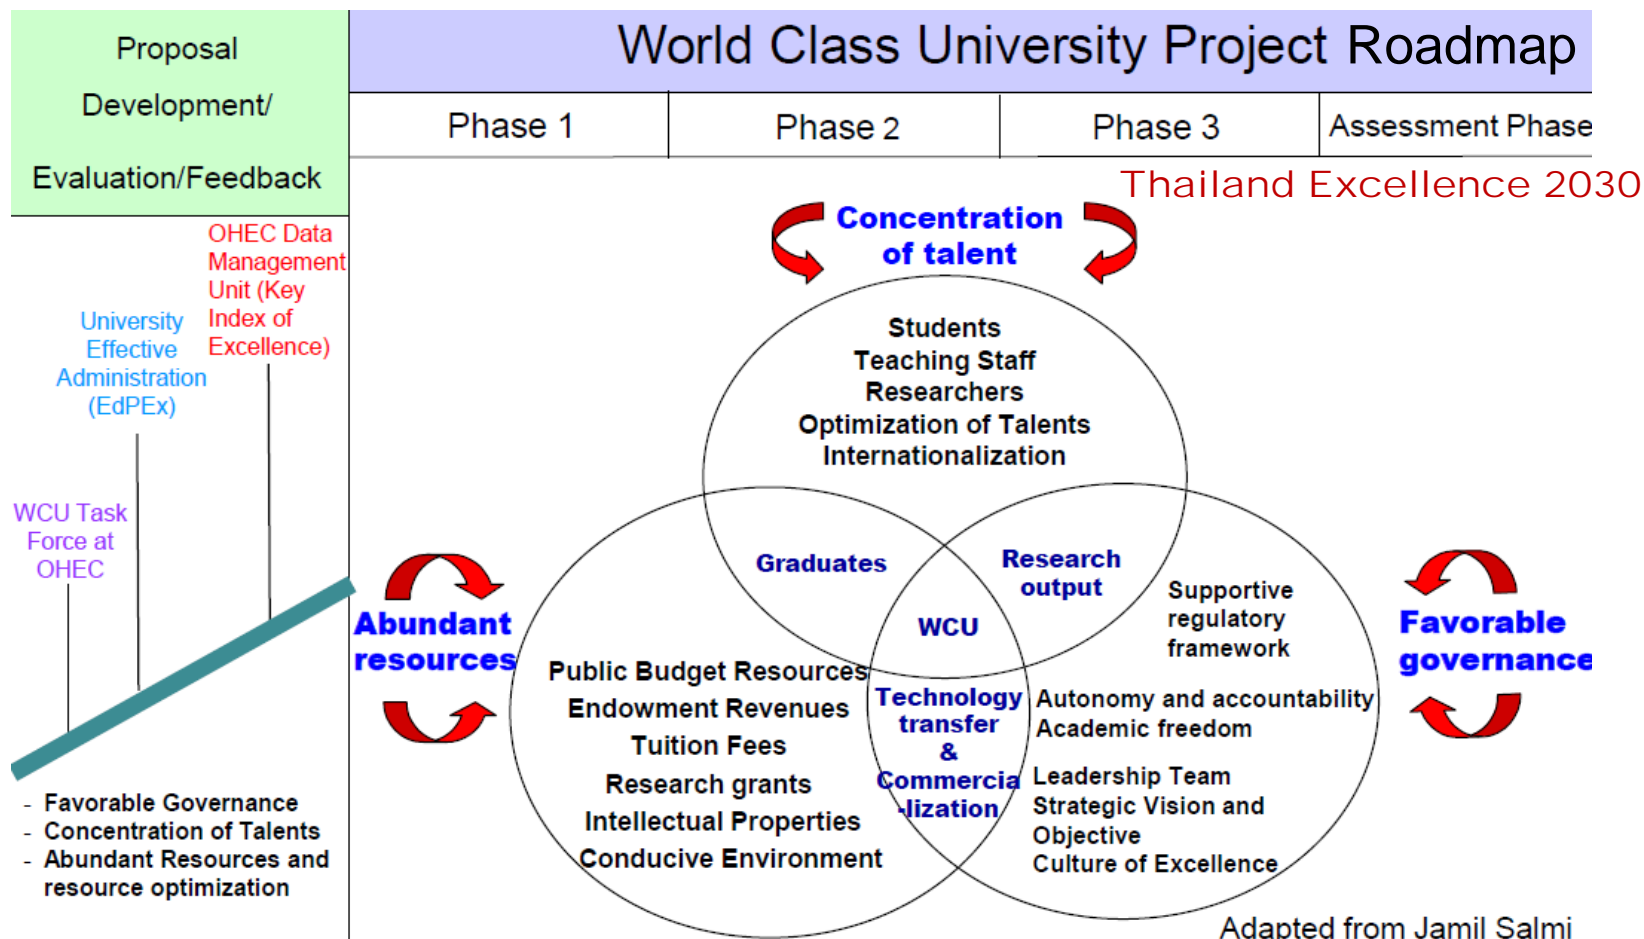 Proposal
Development/
Evaluation/Feedback
World Class University Project Roadmap
Phase 1
Phase 2
Phase 3
Assessment Phase
Thailand Excellence 2030
OHEC Data
Management
Unit (Key
Index of
Excellence)
University
Effective
Administration
(EdPEx)
WCU Task
Force at
OHEC
- Favorable Governance
- Concentration of Talents
- Abundant Resources and
resource optimization
Concentration
of talent
Students
Teaching Staff
Researchers
Optimization of Talents
Internationalization
Graduates
Research
output
WCU
Abundant
resources
Public Budget Resources
Endowment Revenues
Tuition Fees
Research grants
Intellectual Properties
Conducive Environment
Technology
transfer
&
Commercia
-lization
Supportive
regulatory
framework
Autonomy and accountability
Academic freedom
Leadership Team
Strategic Vision and
Objective
Culture of Excellence
Favorable
governance
Adapted from Jamil Salmi